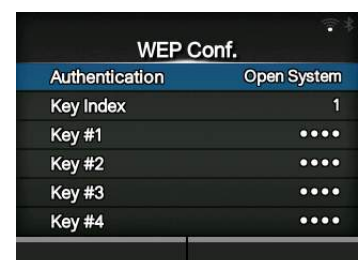 WEP Conf.
Authentication Open System
Key Index 1
Key #1 ••••
Key #2 ••••
Key #3 ••••
Key #4 ••••